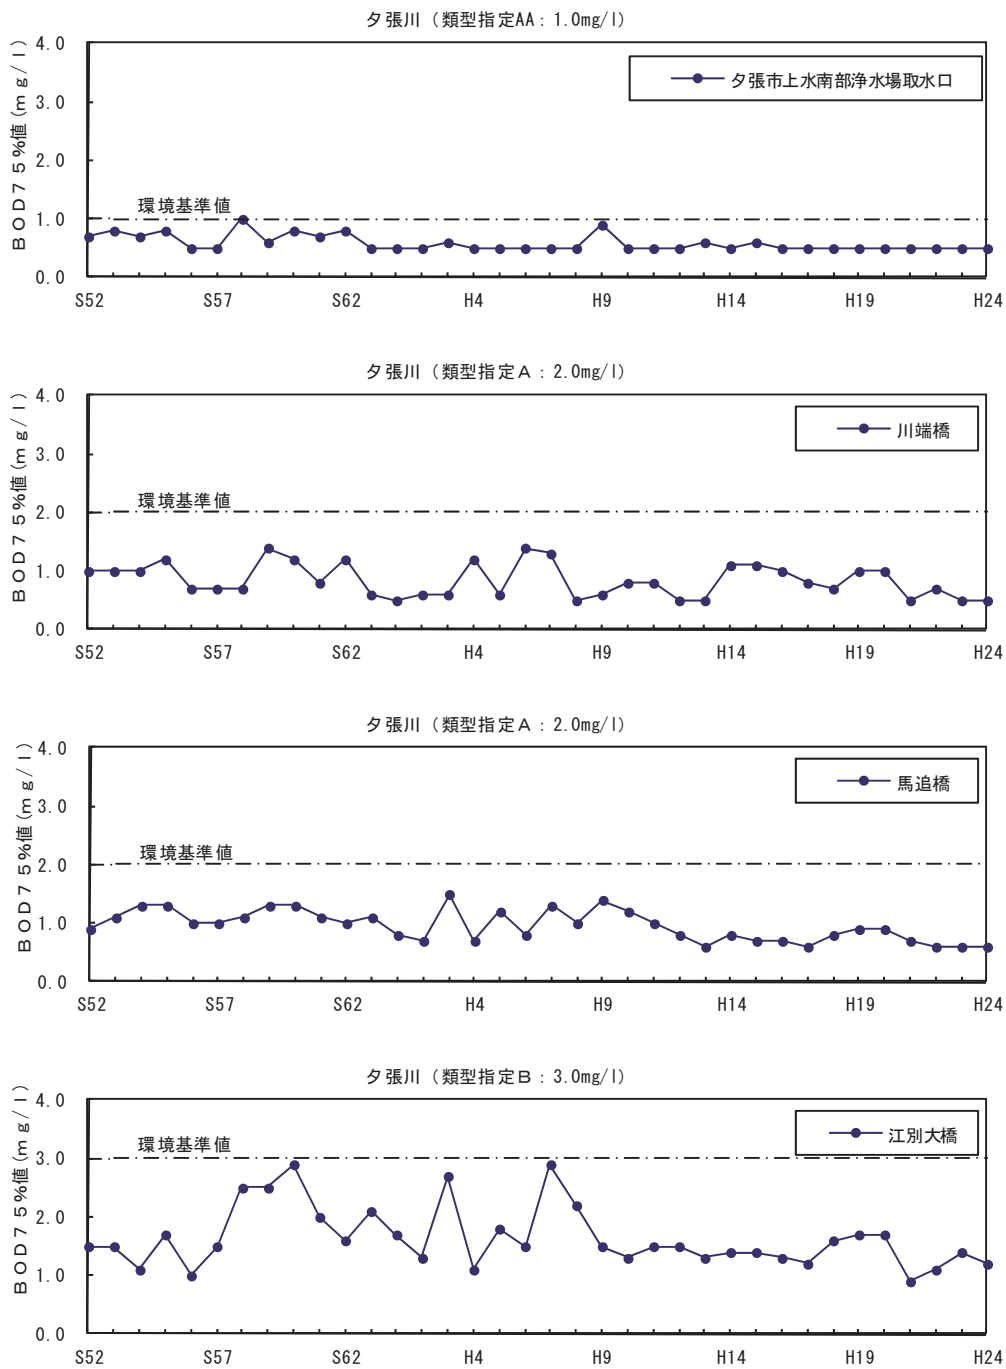 夕張川（類型指定AA：1.0mg/l）
BOD75%値(mg/l)
4.0
3.0
2.0
1.0
0.0
夕張市上水南部浄水場取水口
環境基準値
S52 S57 S62 H4 H9 H14 H19 H24
夕張川（類型指定Ａ：2.0mg/l）
BOD75%値(mg/l)
4.0
3.0
2.0
1.0
0.0
川端橋
環境基準値
S52 S57 S62 H4 H9 H14 H19 H24
夕張川（類型指定Ａ：2.0mg/l）
BOD75%値(mg/l)
4.0
3.0
2.0
1.0
0.0
馬追橋
環境基準値
S52 S57 S62 H4 H9 H14 H19 H24
夕張川（類型指定Ｂ：3.0mg/l）
BOD75%値(mg/l)
4.0
3.0
2.0
1.0
0.0
江別大橋
環境基準値
S52 S57 S62 H4 H9 H14 H19 H24